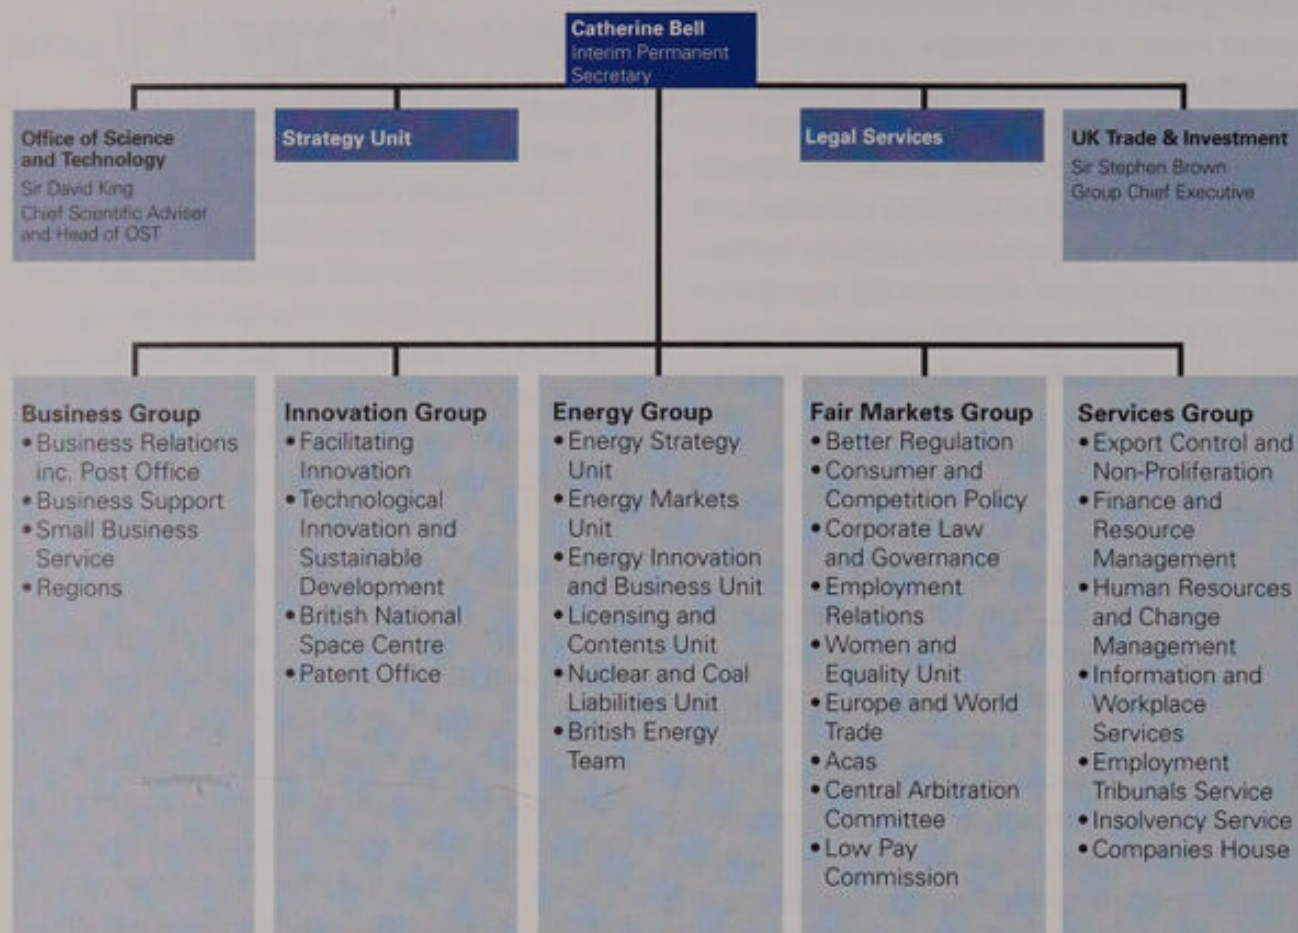 Catherine Bell
Interim Permanent
Secretary
Office of Science
and Technology
Sir David King
Chief Scientific Adviser
and Head of OST
Strategy Unit
Legal Services
UK Trade & Investment
Sir Stephen Brown
Group Chief Executive
Business Group
• Business Relations
inc. Post Office
• Business Support
• Small Business
Service
• Regions
Innovation Group
• Facilitating
Innovation
• Technological
Innovation and
Sustainable
Development
• British National
Space Centre
• Patent Office
Energy Group
• Energy Strategy
Unit
• Energy Markets
Unit
• Energy Innovation
and Business Unit
• Licensing and
Contents Unit
• Nuclear and Coal
Liabilities Unit
• British Energy
Team
Fair Markets Group
• Better Regulation
• Consumer and
Competition Policy
• Corporate Law
and Governance
• Employment
Relations
• Women and
Equality Unit
• Europe and World
Trade
• Acas
• Central Arbitration
Committee
• Low Pay
Commission
Services Group
• Export Control and
Non-Proliferation
• Finance and
Resource
Management
• Human Resources
and Change
Management
• Information and
Workplace
Services
• Employment
Tribunals Service
• Insolvency Service
• Companies House